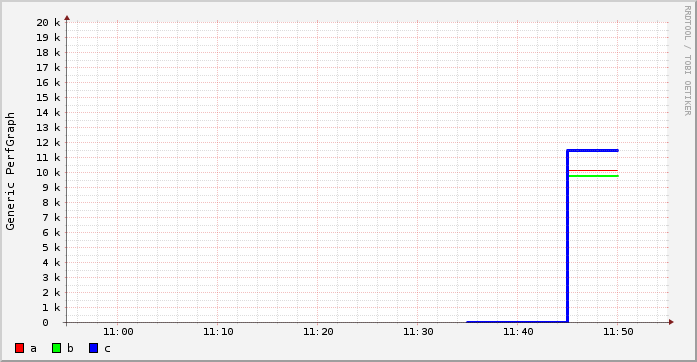 RRDTOOL / TOBI OETIKER
Generic PerfGraph
20 k
19 k
18 k
17 k
16 k
15 k
14 k
13 k
12 k
11 k
10 k
9 k
8 k
7 k
6 k
5 k
4 k
3 k
2 k
1 k
0
11:00 11:10 11:20 11:30 11:40 11:50
a b c